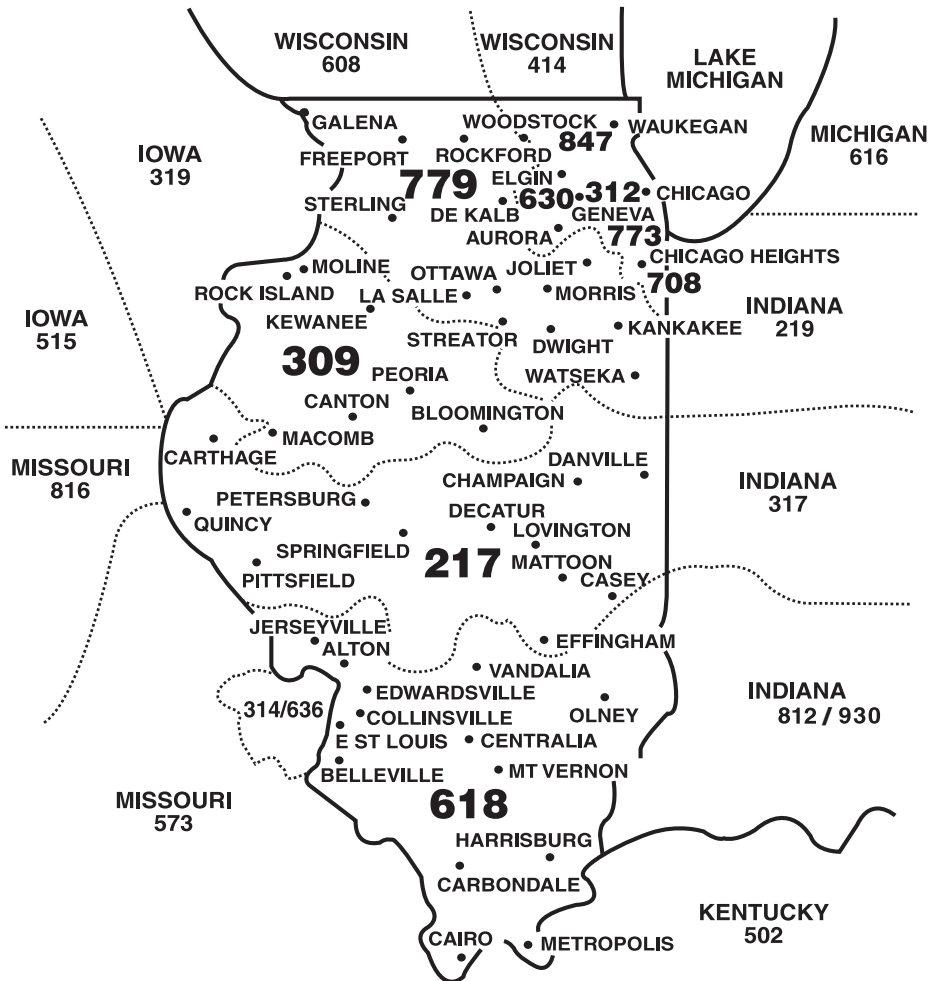 WISCONSIN
608
WISCONSIN
414
LAKE
MICHIGAN
MICHIGAN
616
IOWA
319
GALENA
WOODSTOCK
847
WAUKEGAN
FREEPORT
ROCKFORD
779
ELGIN
630
312
CHICAGO
STERLING
DE KALB
GENEVA
AURORA
773
CHICAGO HEIGHTS
708
MOLINE
OTTAWA
JOLIET
ROCK ISLAND
LA SALLE
MORRIS
INDIANA
219
IOWA
515
KEWANEE
STREATOR
DWIGHT
KANKAKEE
309
PEORIA
WATSEKA
CANTON
BLOOMINGTON
MACOMB
CARTHAGE
MISSOURI
816
DANVILLE
CHAMPAIGN
INDIANA
317
PETERSBURG
QUINCY
DECATUR
LOVINGTON
SPRINGFIELD
217
MATTOON
PITTSFIELD
CASEY
JERSEYVILLE
ALTON
EFFINGHAM
VANDALIA
314/636
EDWARDSVILLE
COLLINSVILLE
OLNEY
INDIANA
812 / 930
E ST LOUIS
CENTRALIA
BELLEVILLE
MT VERNON
MISSOURI
573
618
HARRISBURG
CARBONDALE
KENTUCKY
502
CAIRO
METROPOLIS